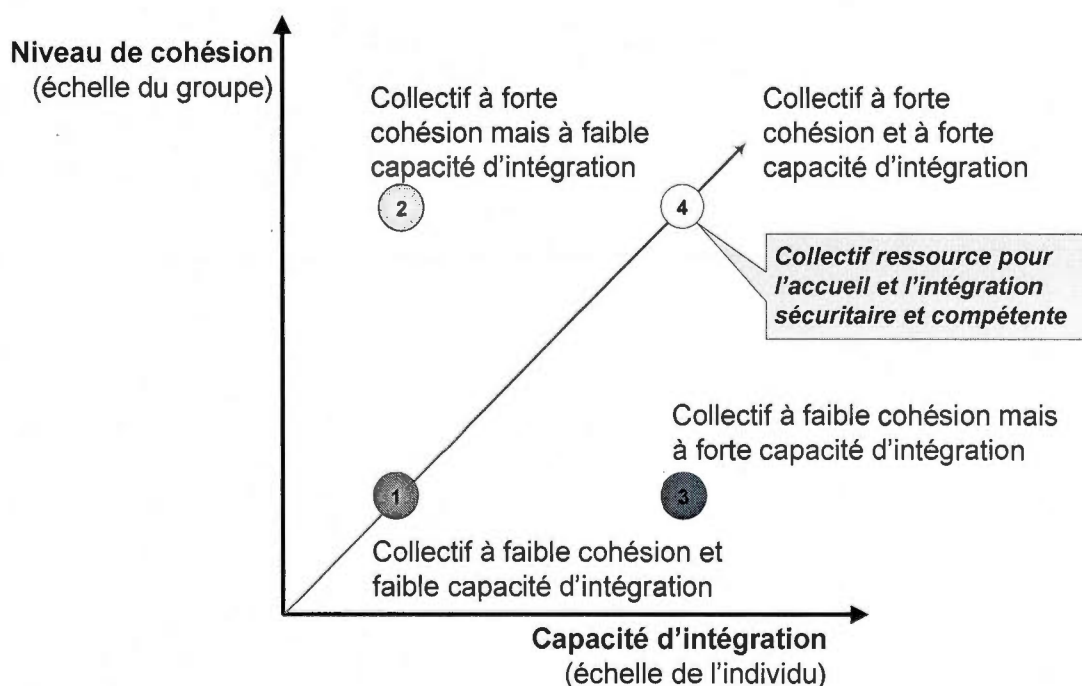 Niveau de cohésion
(échelle du groupe)
Collectif à forte
cohésion mais à faible
capacité d'intégration
2
Collectif à forte
cohésion et à forte
capacité d'intégration
4
Collectif ressource pour
l'accueil et l'intégration
sécuritaire et compétente
Collectif à faible cohésion mais
à forte capacité d'intégration
1
3
Collectif à faible cohésion et
faible capacité d'intégration
Capacité d'intégration
(échelle de l'individu)